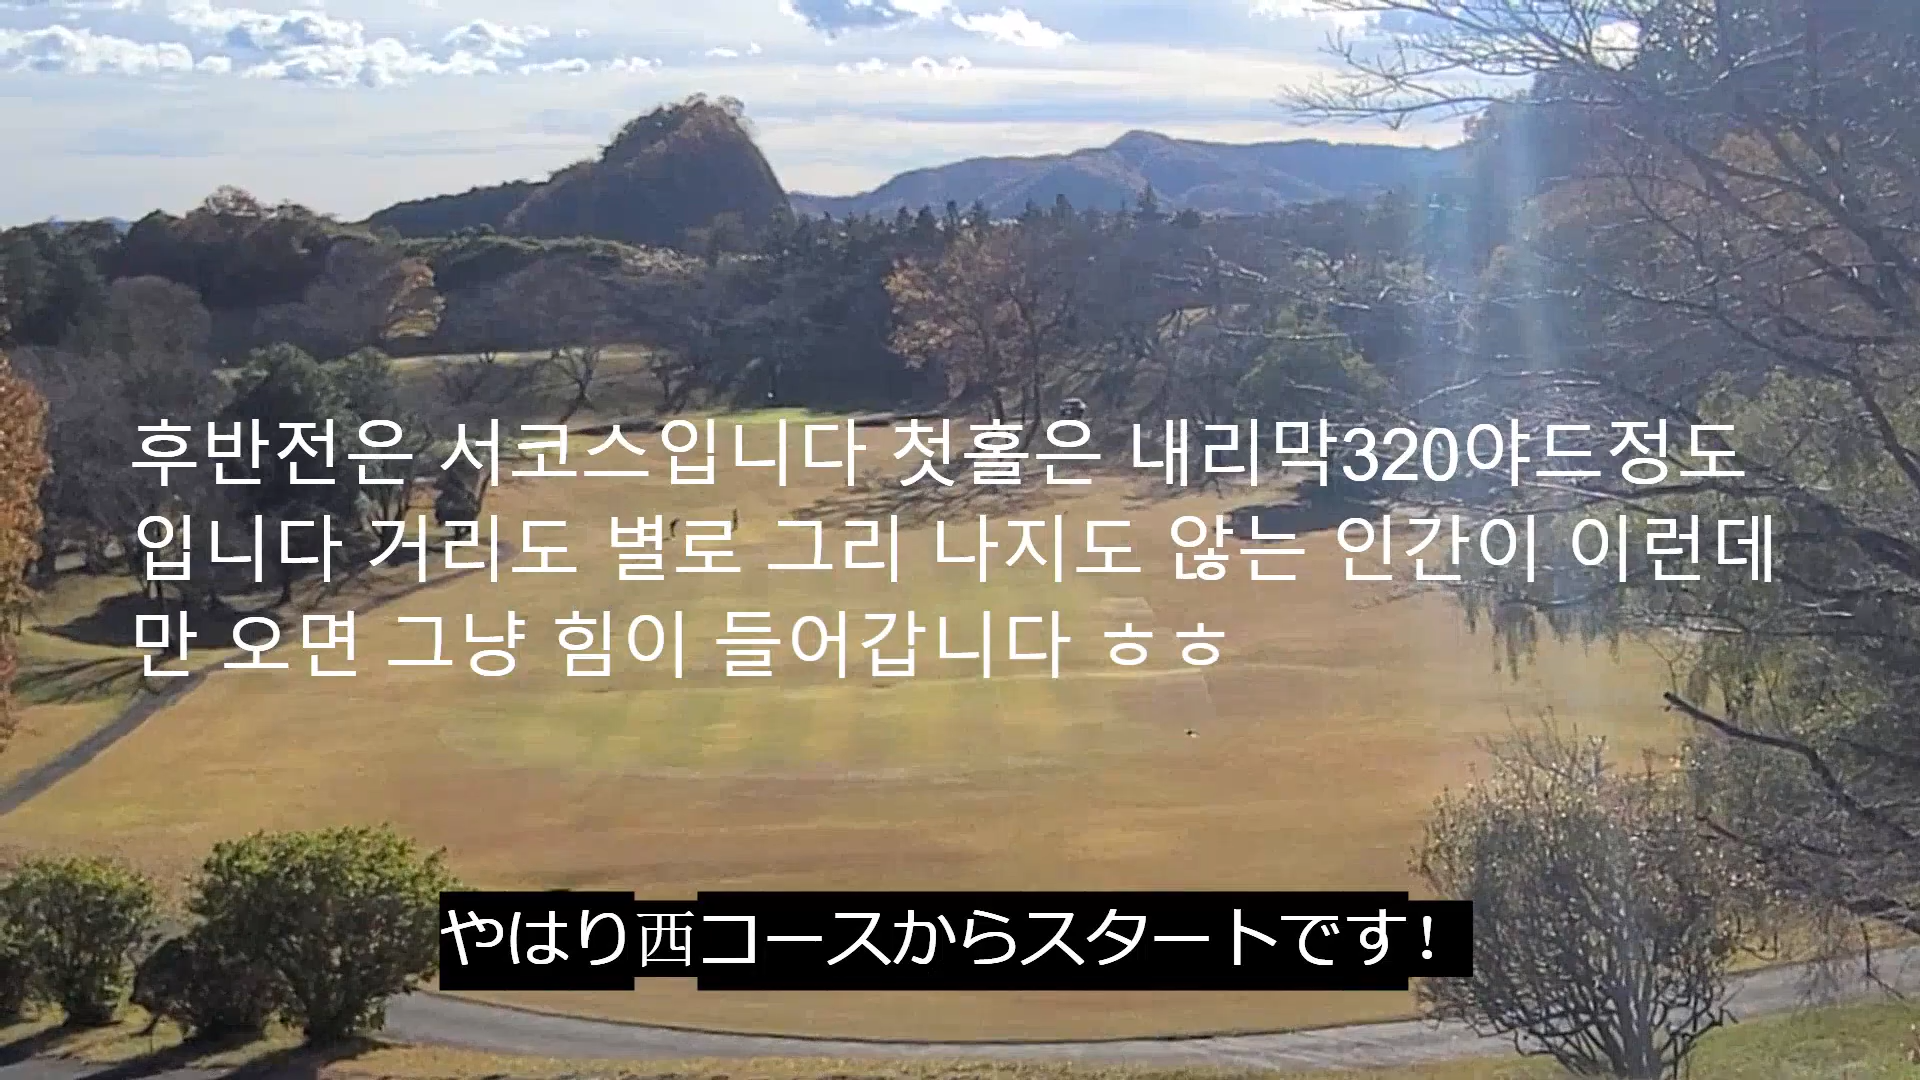 후반전은 서코스입니다 첫홀은 내리막320야드정도
입니다 거리도 별로 그리 나지도 않는 인간이 이런데
만 오면 그냥 힘이 들어갑니다 ㅎㅎ
やはり西コースからスタートです!